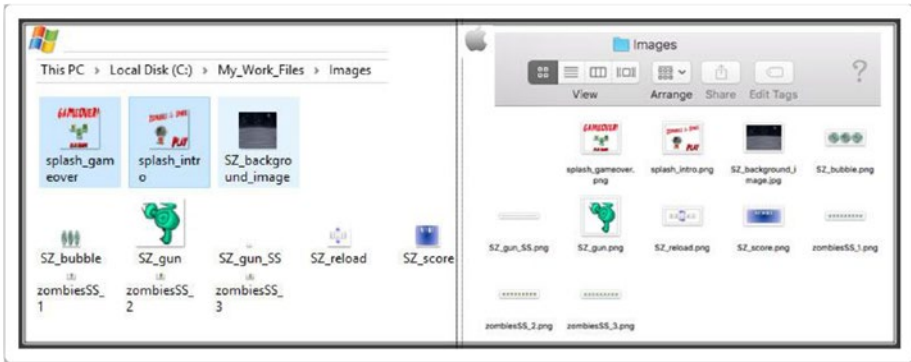 This PC > Local Disk (C:) > My_Work_Files > Images
GAMEOVER!
splash_gam
eover
PLAY
splash_intr
o
SZ_backgro
und_image
SZ_bubble
SZ_gun
SZ_gun_SS
SZ_reload
SZ_score
zombiesSS_
1
zombiesSS_
2
zombiesSS_
3
Images
View
Arrange
Share
Edit Tags
?
GAMEOVER!
splash_gameover.
png
PLAY
splash_intro.png
SZ_background_i
mage.jpg
SZ_bubble.png
SZ_gun_SS.png
SZ_gun.png
SZ_reload.png
SZ_score.png
zombiesSS_1.png
zombiesSS_2.png
zombiesSS_3.png